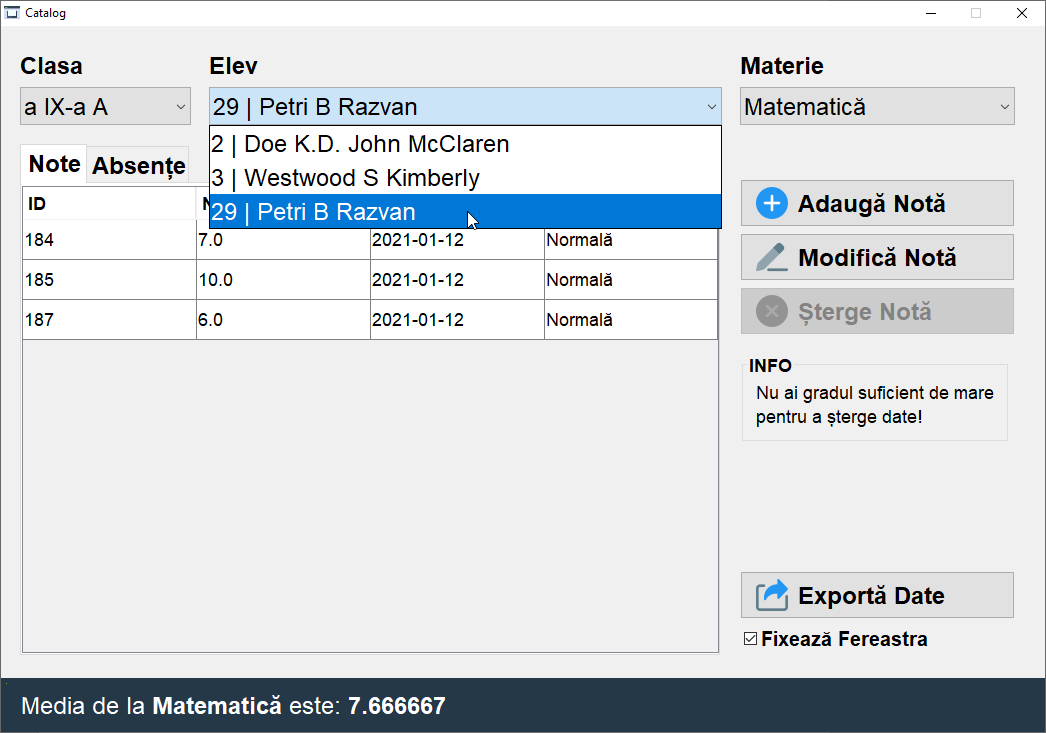 Catalog
Clasa
Elev
Materie
a IX-a A
29 | Petri B Razvan
Matematică
2 | Doe K.D. John McClaren
3 | Westwood S Kimberly
29 | Petri B Razvan
Note
Absențe
ID
184
7.0
2021-01-12
Normală
185
10.0
2021-01-12
Normală
187
6.0
2021-01-12
Normală
Adaugă Notă
Modifică Notă
Șterge Notă
INFO
Nu ai gradul suficient de mare
pentru a șterge date!
Exportă Date
Fixează Fereastra
Media de la Matematică este: 7.666667